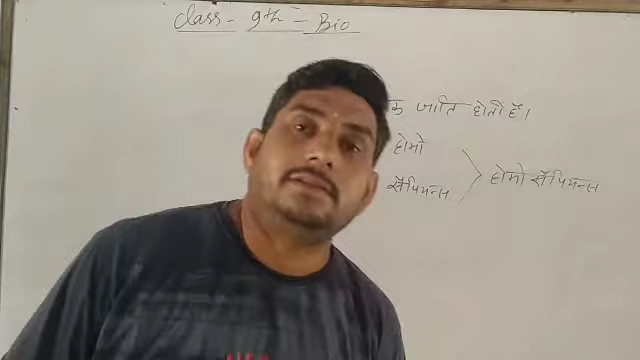 Class - 9th - Bio
क जाति होती हैं।
होमो
सैपियन्स
होमो सैपियन्स